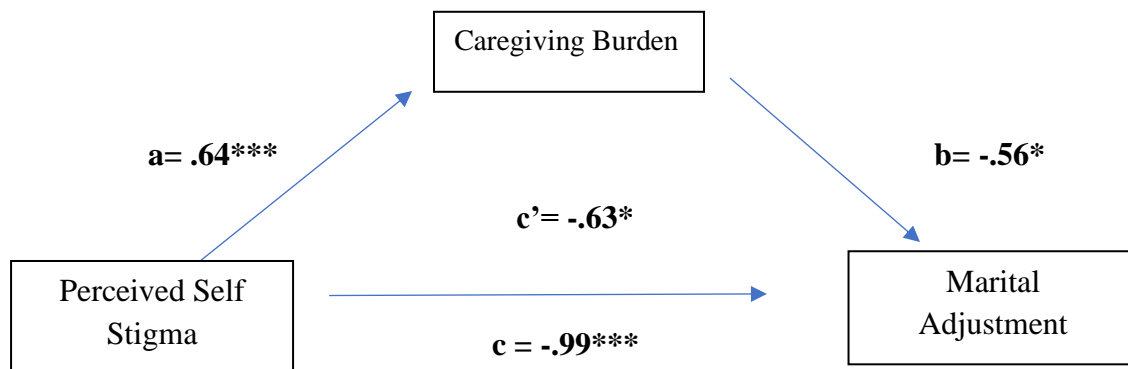 Caregiving Burden
a= .64***
b= -.56*
c’= -.63*
Perceived Self
Stigma
Marital
Adjustment
c = -.99***